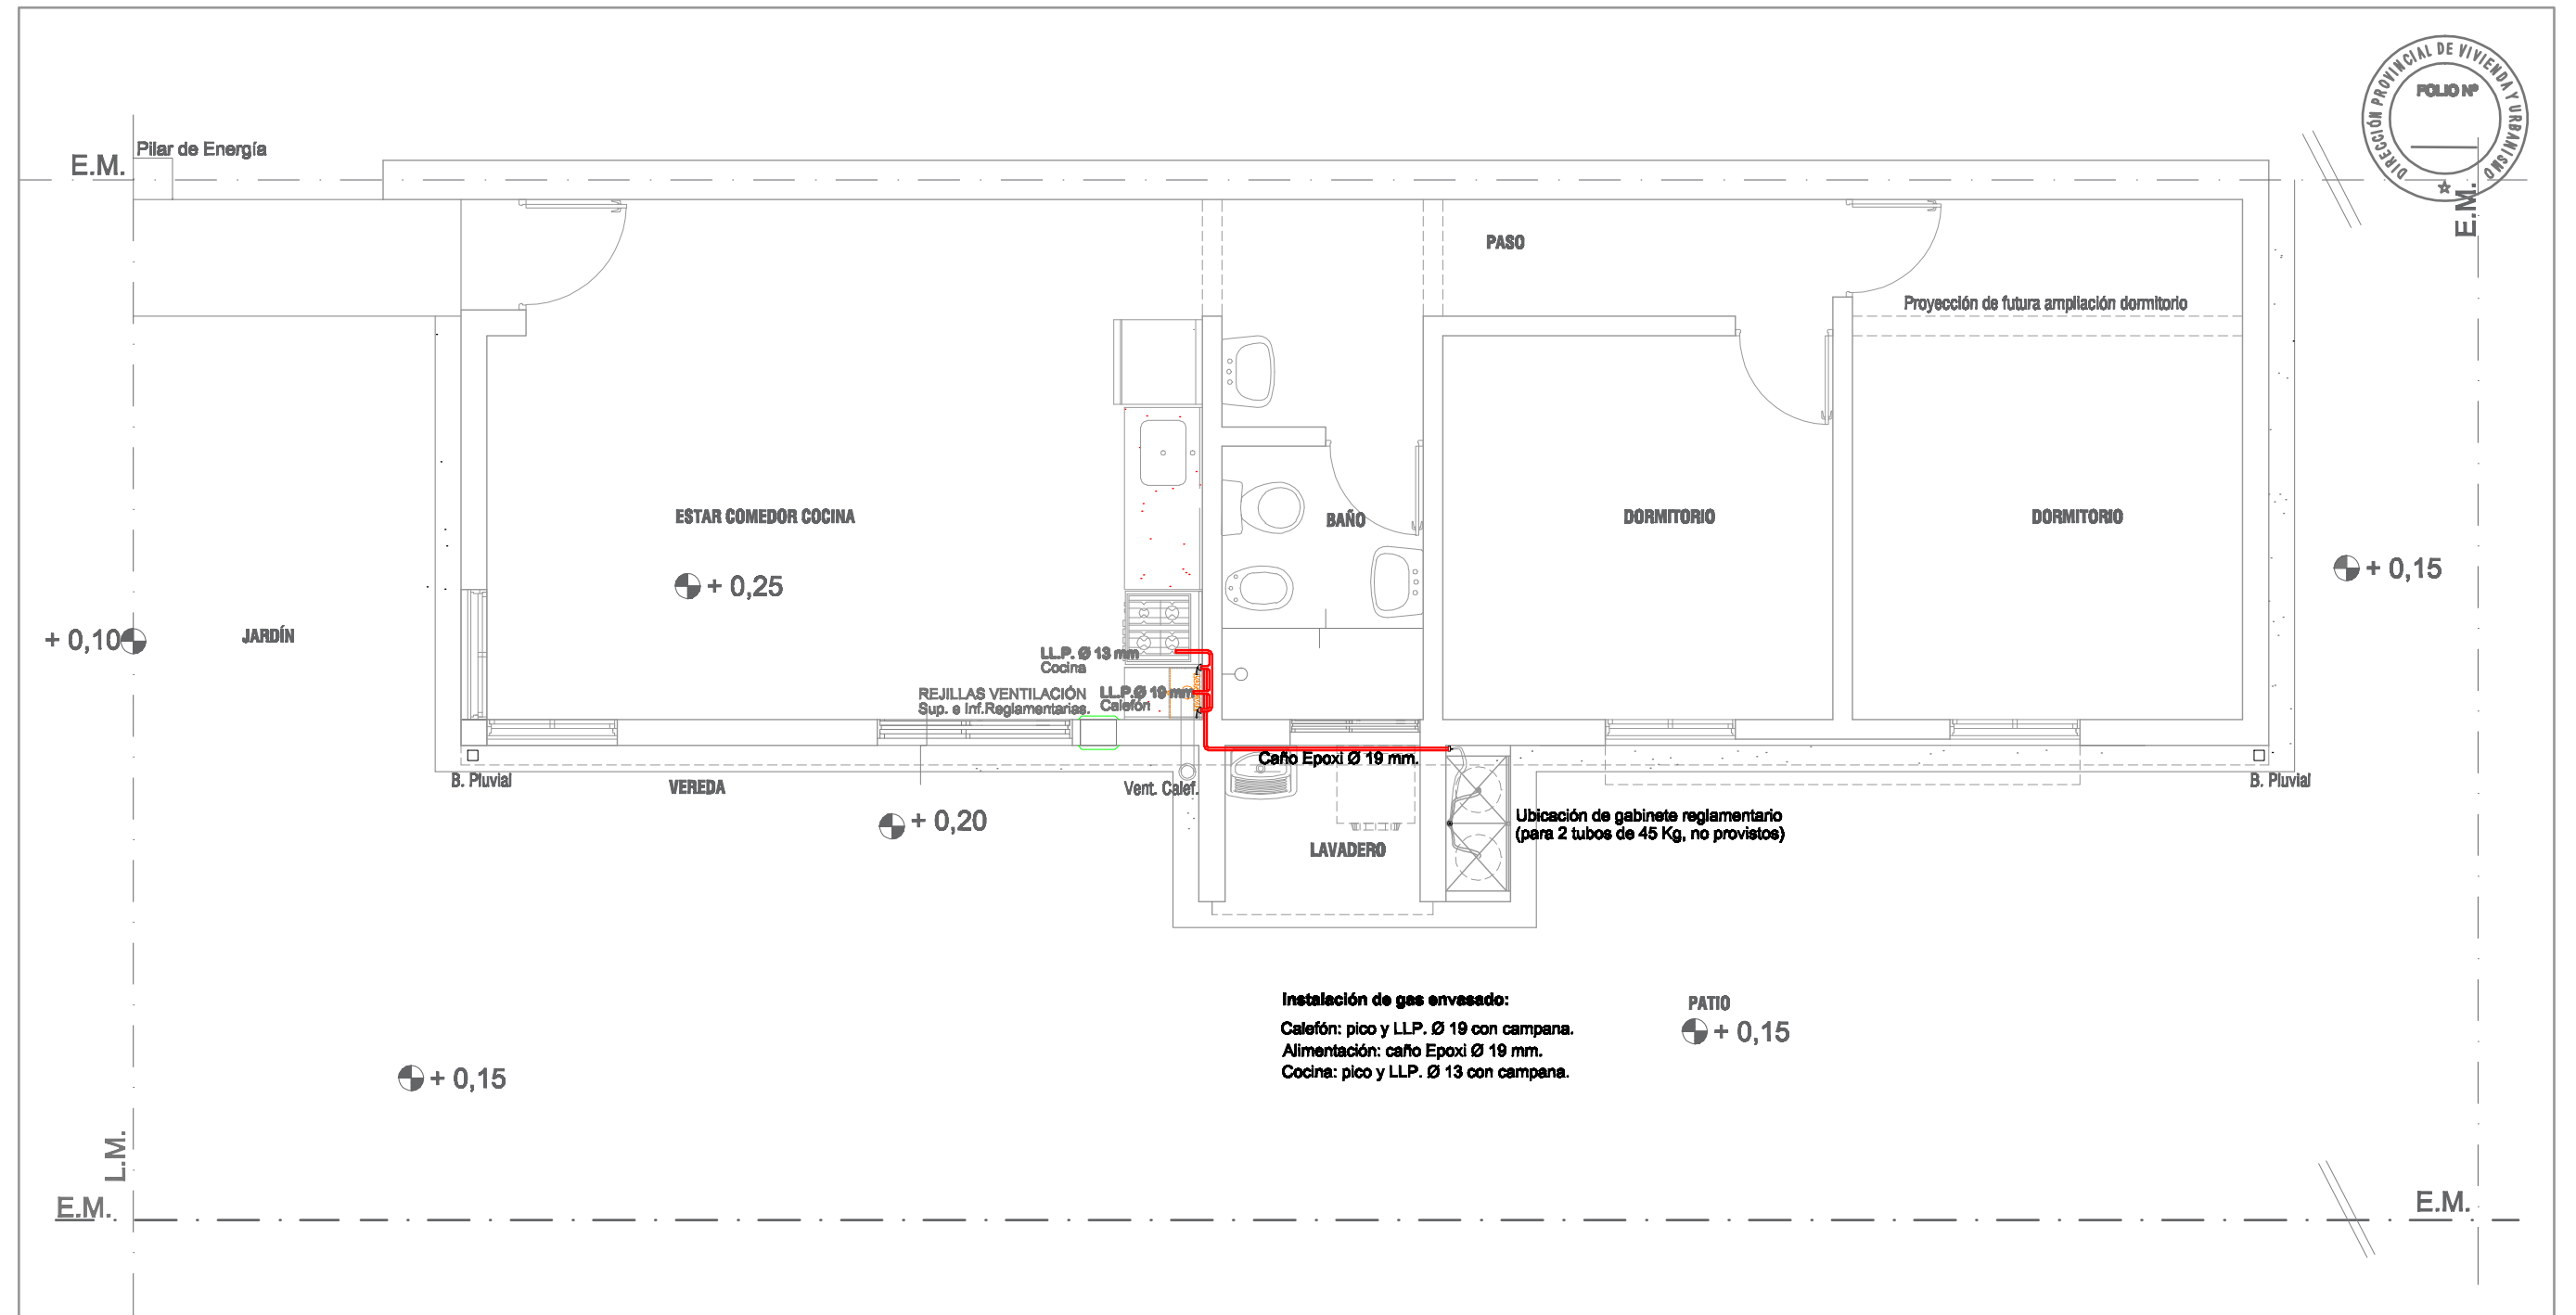 DIRECCIÓN PROVINCIAL DE VIVIENDA Y URBANISMO
FOLIO Nº
Pilar de Energía
E.M.
E.M.
PASO
Proyección de futura ampliación dormitorio
ESTAR COMEDOR COCINA
BAÑO
DORMITORIO
DORMITORIO
+ 0,25
+ 0,15
+ 0,10
JARDÍN
LL.P. Ø 13 mm
Cocina
REJILLAS VENTILACIÓN
Sup. e Inf.Reglamentarias.
LL.P.Ø 19 mm
Calefón
Caño Epoxi Ø 19 mm.
B. Pluvial
VEREDA
Vent. Calef.
B. Pluvial
+ 0,20
Ubicación de gabinete reglamentario
(para 2 tubos de 45 Kg, no provistos)
LAVADERO
Instalación de gas envasado:
Calefón: pico y LLP. Ø 19 con campana.
Alimentación: caño Epoxi Ø 19 mm.
Cocina: pico y LLP. Ø 13 con campana.
PATIO
+ 0,15
+ 0,15
L.M.
E.M.
E.M.